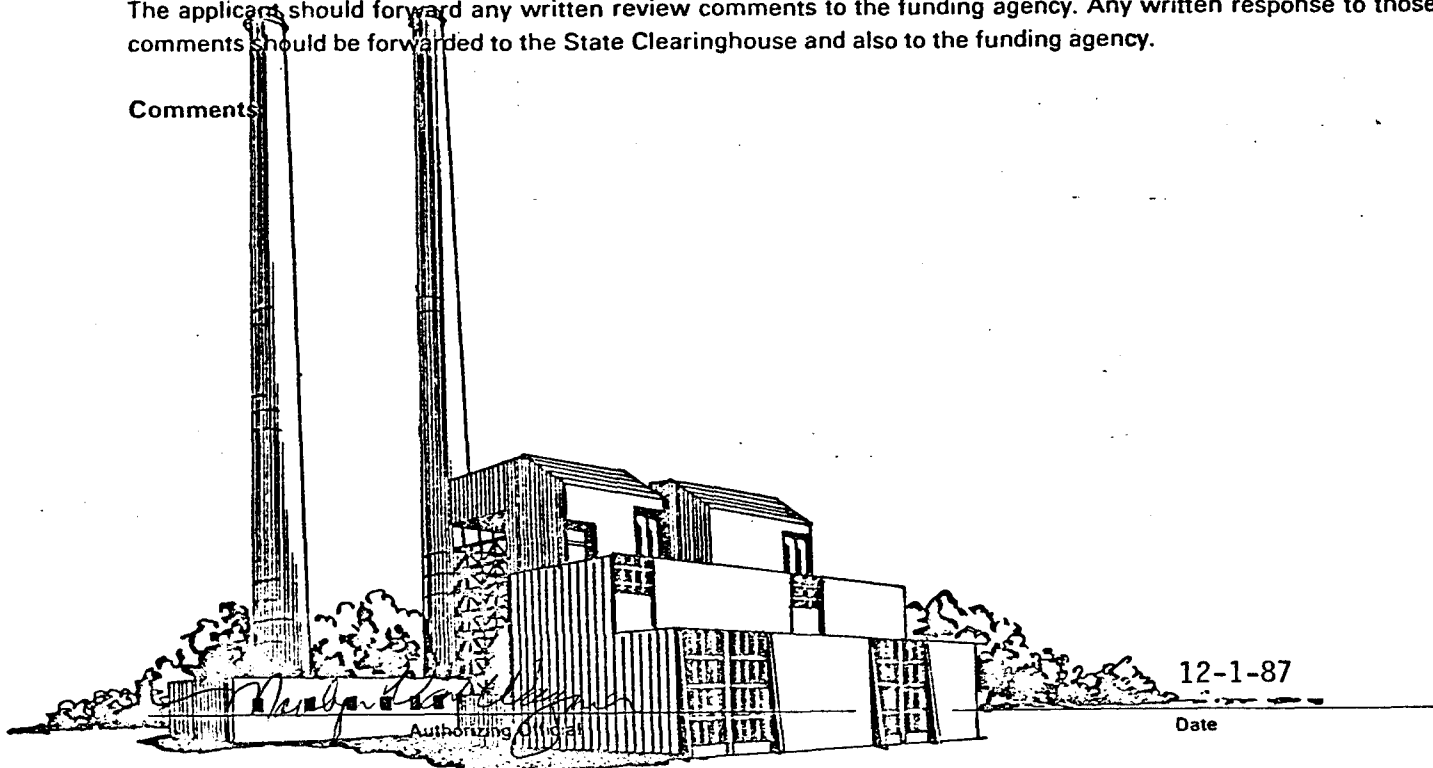 The applicant should forward any written review comments to the funding agency. Any written response to those
comments should be forwarded to the State Clearinghouse and also to the funding agency.
Comments
12-1-87
Authorizing Official
Date